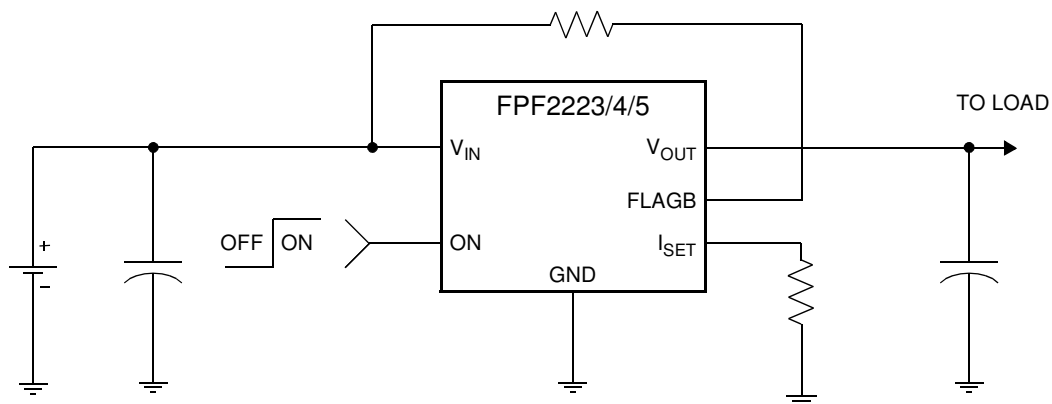 FPF2223/4/5
TO LOAD
VIN
VOUT
FLAGB
OFF
ON
ON
ISET
GND
+
-